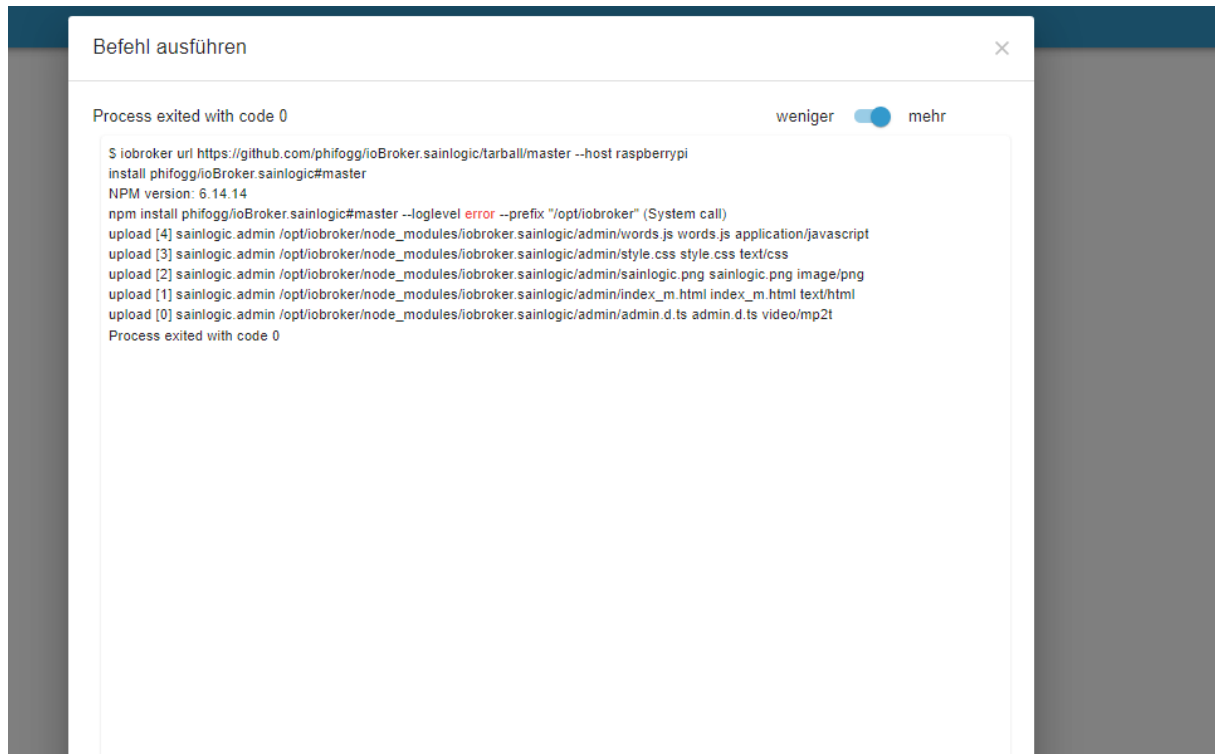 Befehl ausführen
Process exited with code 0
weniger mehr
$ iobroker url https://github.com/phifogg/ioBroker.sainlogic/tarball/master --host raspberrypi
install phifogg/ioBroker.sainlogic#master
NPM version: 6.14.14
npm install phifogg/ioBroker.sainlogic#master --loglevel error --prefix "/opt/iobroker" (System call)
upload [4] sainlogic.admin /opt/iobroker/node_modules/iobroker.sainlogic/admin/words.js words.js application/javascript
upload [3] sainlogic.admin /opt/iobroker/node_modules/iobroker.sainlogic/admin/style.css style.css text/css
upload [2] sainlogic.admin /opt/iobroker/node_modules/iobroker.sainlogic/admin/sainlogic.png sainlogic.png image/png
upload [1] sainlogic.admin /opt/iobroker/node_modules/iobroker.sainlogic/admin/index_m.html index_m.html text/html
upload [0] sainlogic.admin /opt/iobroker/node_modules/iobroker.sainlogic/admin/admin.d.ts admin.d.ts video/mp2t
Process exited with code 0